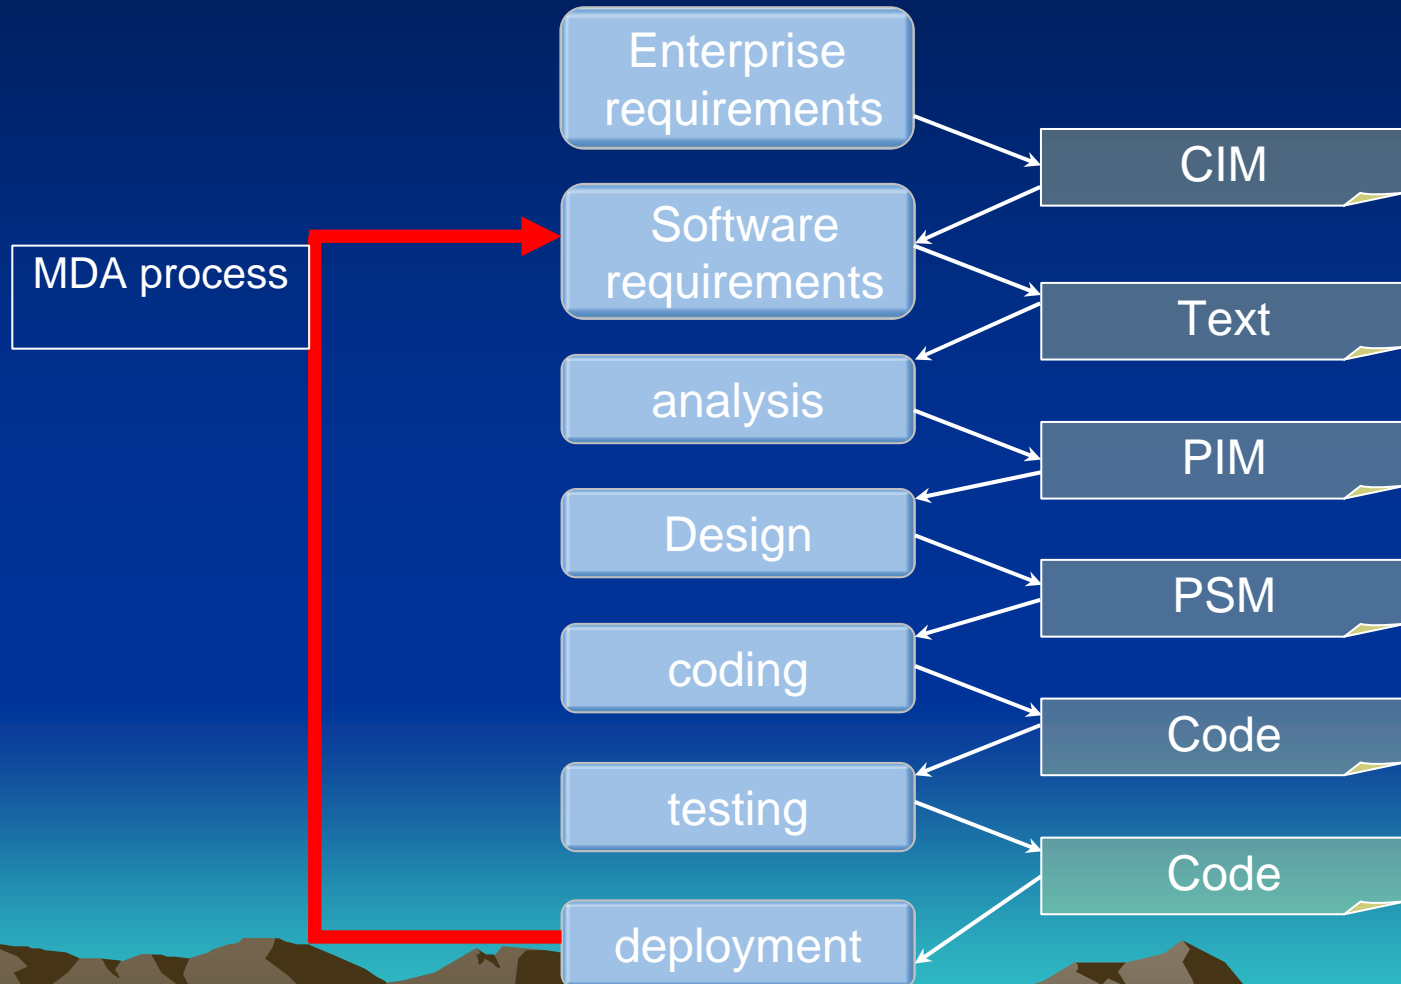 Enterprise
requirements
CIM
Software
requirements
MDA process
Text
analysis
PIM
Design
PSM
coding
Code
testing
Code
deployment